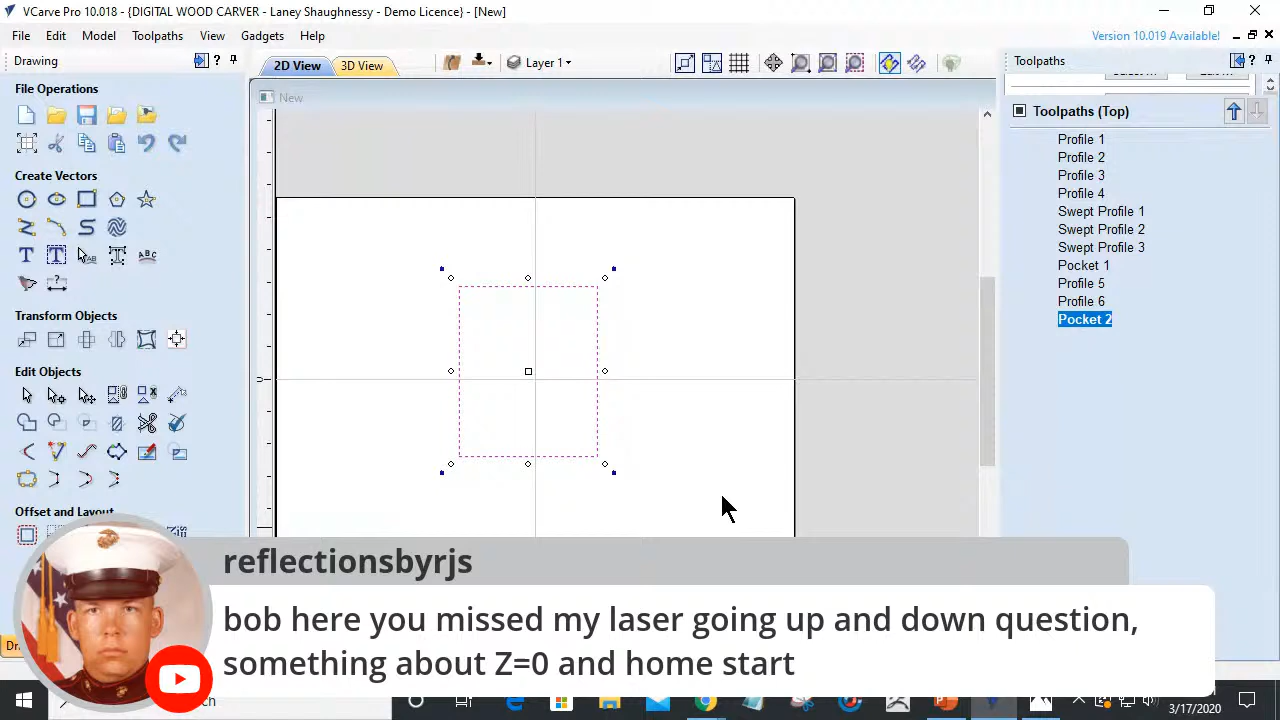 VCarve Pro 10.018 - {DIGITAL WOOD CARVER - Laney Shaughnessy - Demo Licence} - [New]
File Edit Model Toolpaths View Gadgets Help
Version 10.019 Available!
Drawing
2D View
3D View
Layer 1
Toolpaths
File Operations
New
Toolpaths (Top)
Profile 1
Profile 2
Profile 3
Profile 4
Swept Profile 1
Swept Profile 2
Swept Profile 3
Pocket 1
Profile 5
Profile 6
Pocket 2
Create Vectors
Transform Objects
Edit Objects
Offset and Layout
reflectionsbyrjs
bob here you missed my laser going up and down question,
something about Z=0 and home start
3/17/2020